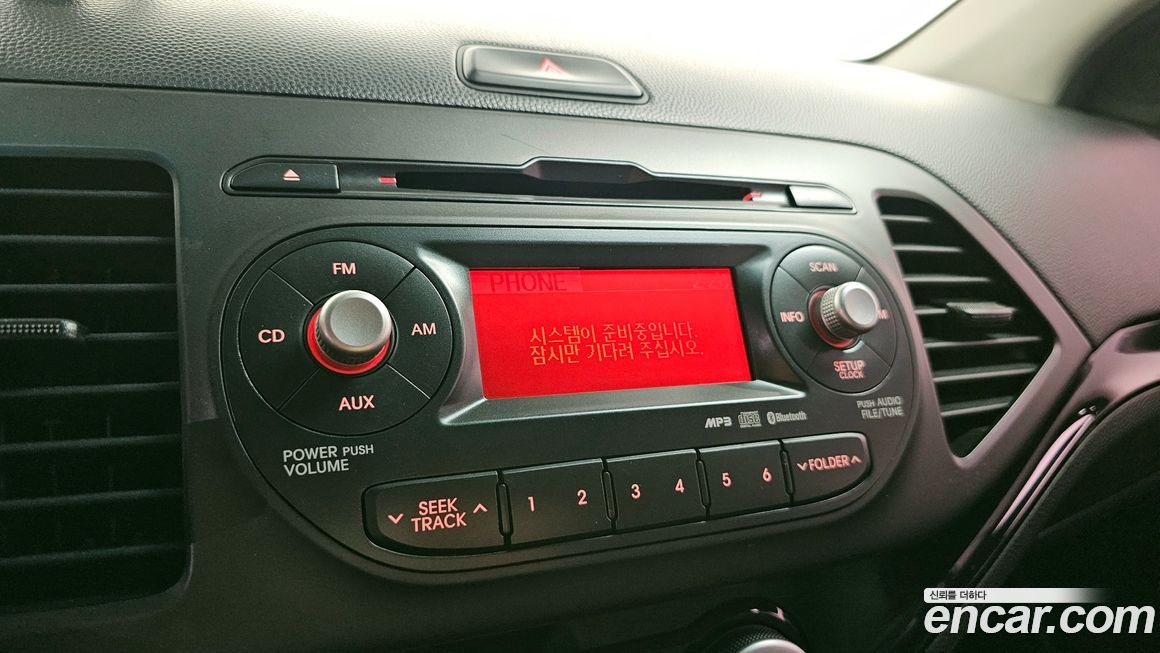 PHONE
시스템이 준비중입니다.
잠시만 기다려 주십시오.
FM
CD
AM
AUX
POWER PUSH
VOLUME
SCAN
INFO
SETUP
CLOCK
PUSH AUDIO
FILE/TUNE
MP3
disc
Bluetooth
SEEK
TRACK
1 2
3 4
5 6
FOLDER
신뢰를 더하다
encar.com